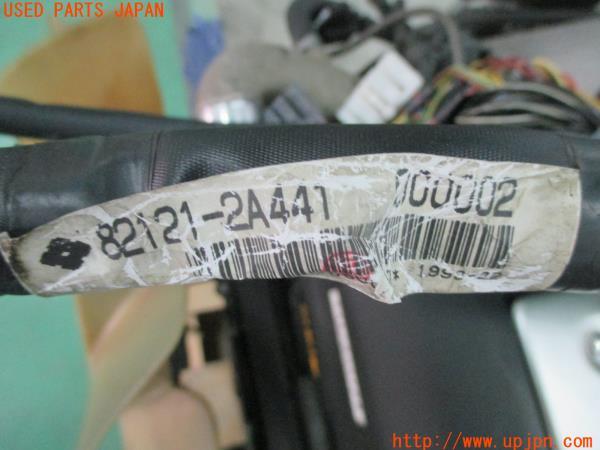 USED PARTS JAPAN
82121-2A441
000002
http://www.upjpn.com/